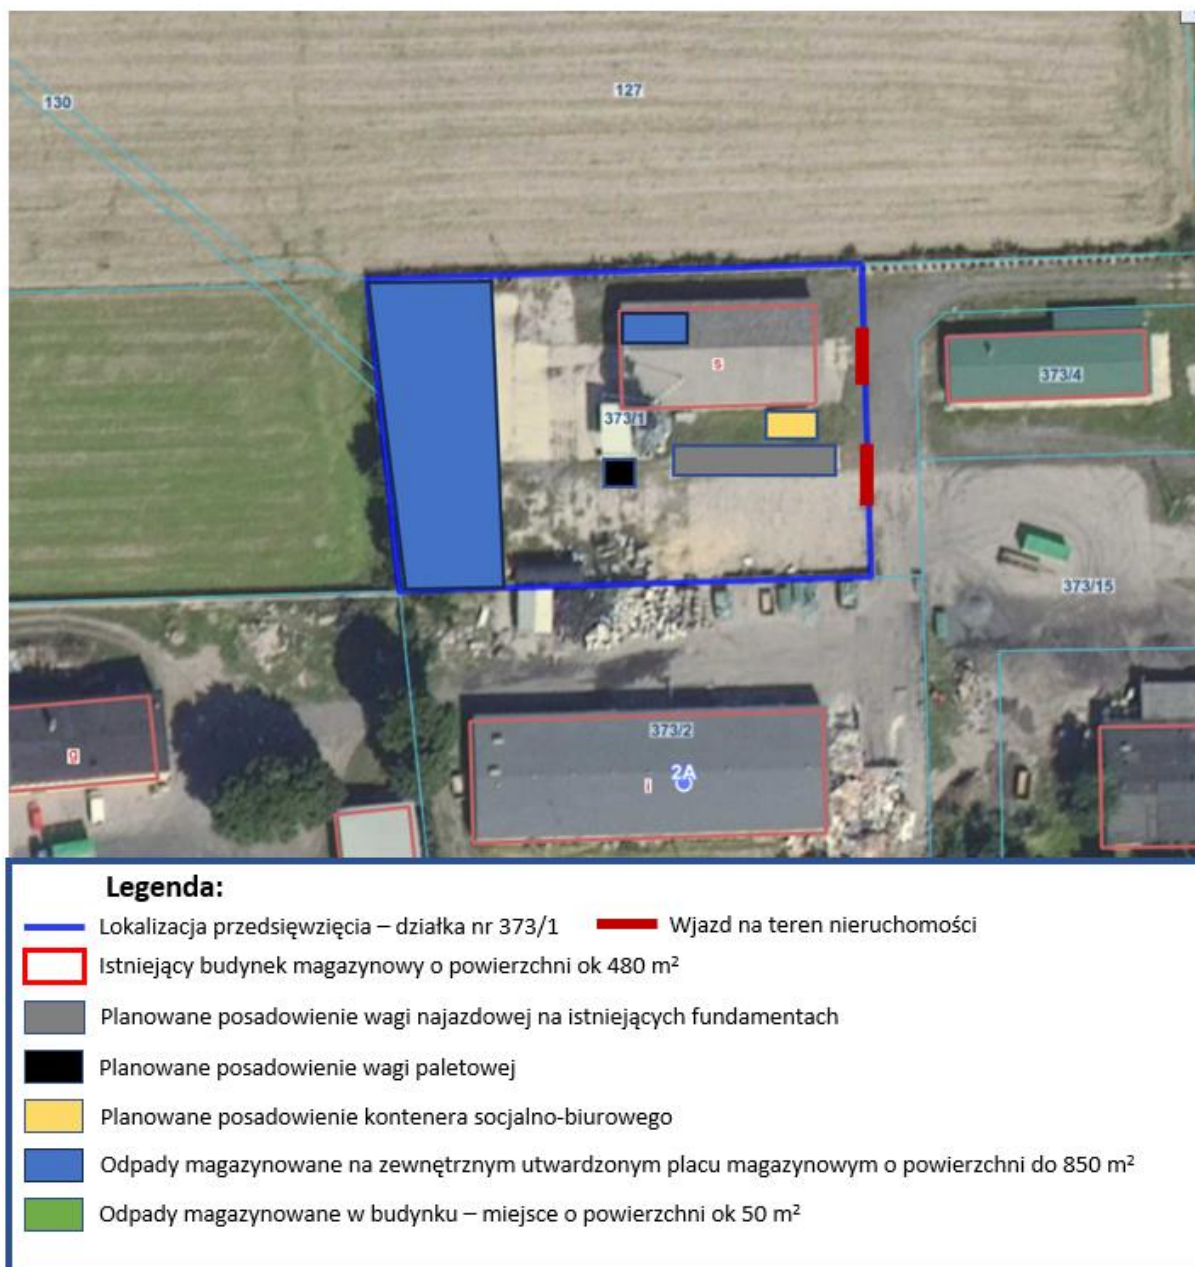 130
127
s
373/4
373/1
373/15
373/2
g
2A
i
Legenda:
Lokalizacja przedsięwzięcia – działka nr 373/1 Wjazd na teren nieruchomości
Istniejący budynek magazynowy o powierzchni ok 480 m²
Planowane posadowienie wagi najazdowej na istniejących fundamentach
Planowane posadowienie wagi paletowej
Planowane posadowienie kontenera socjalno-biurowego
Odpady magazynowane na zewnętrznym utwardzonym placu magazynowym o powierzchni do 850 m²
Odpady magazynowane w budynku – miejsce o powierzchni ok 50 m²